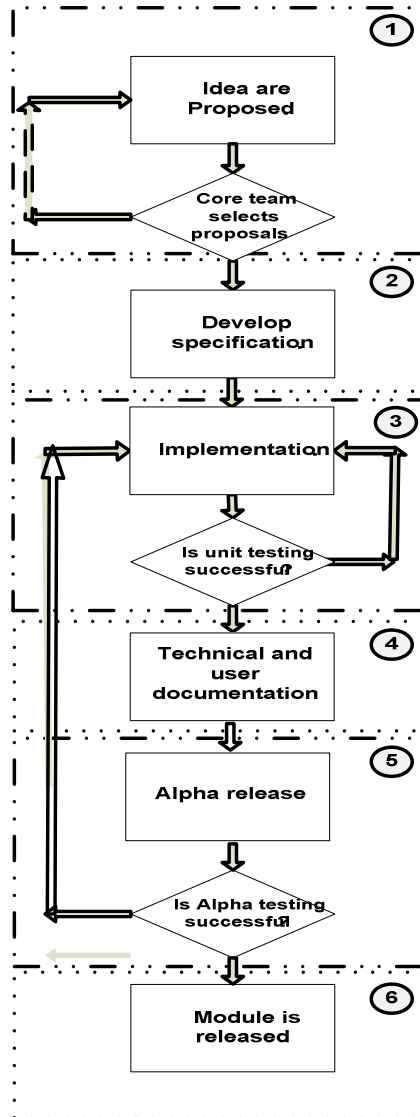 1
Idea are
Proposed
Core team
selects
proposals
2
Develop
specification.
3
Implementation.
Is unit testing
successful?
4
Technical and
user
documentation
5
Alpha release
Is Alpha testing
successful?
6
Module is
released